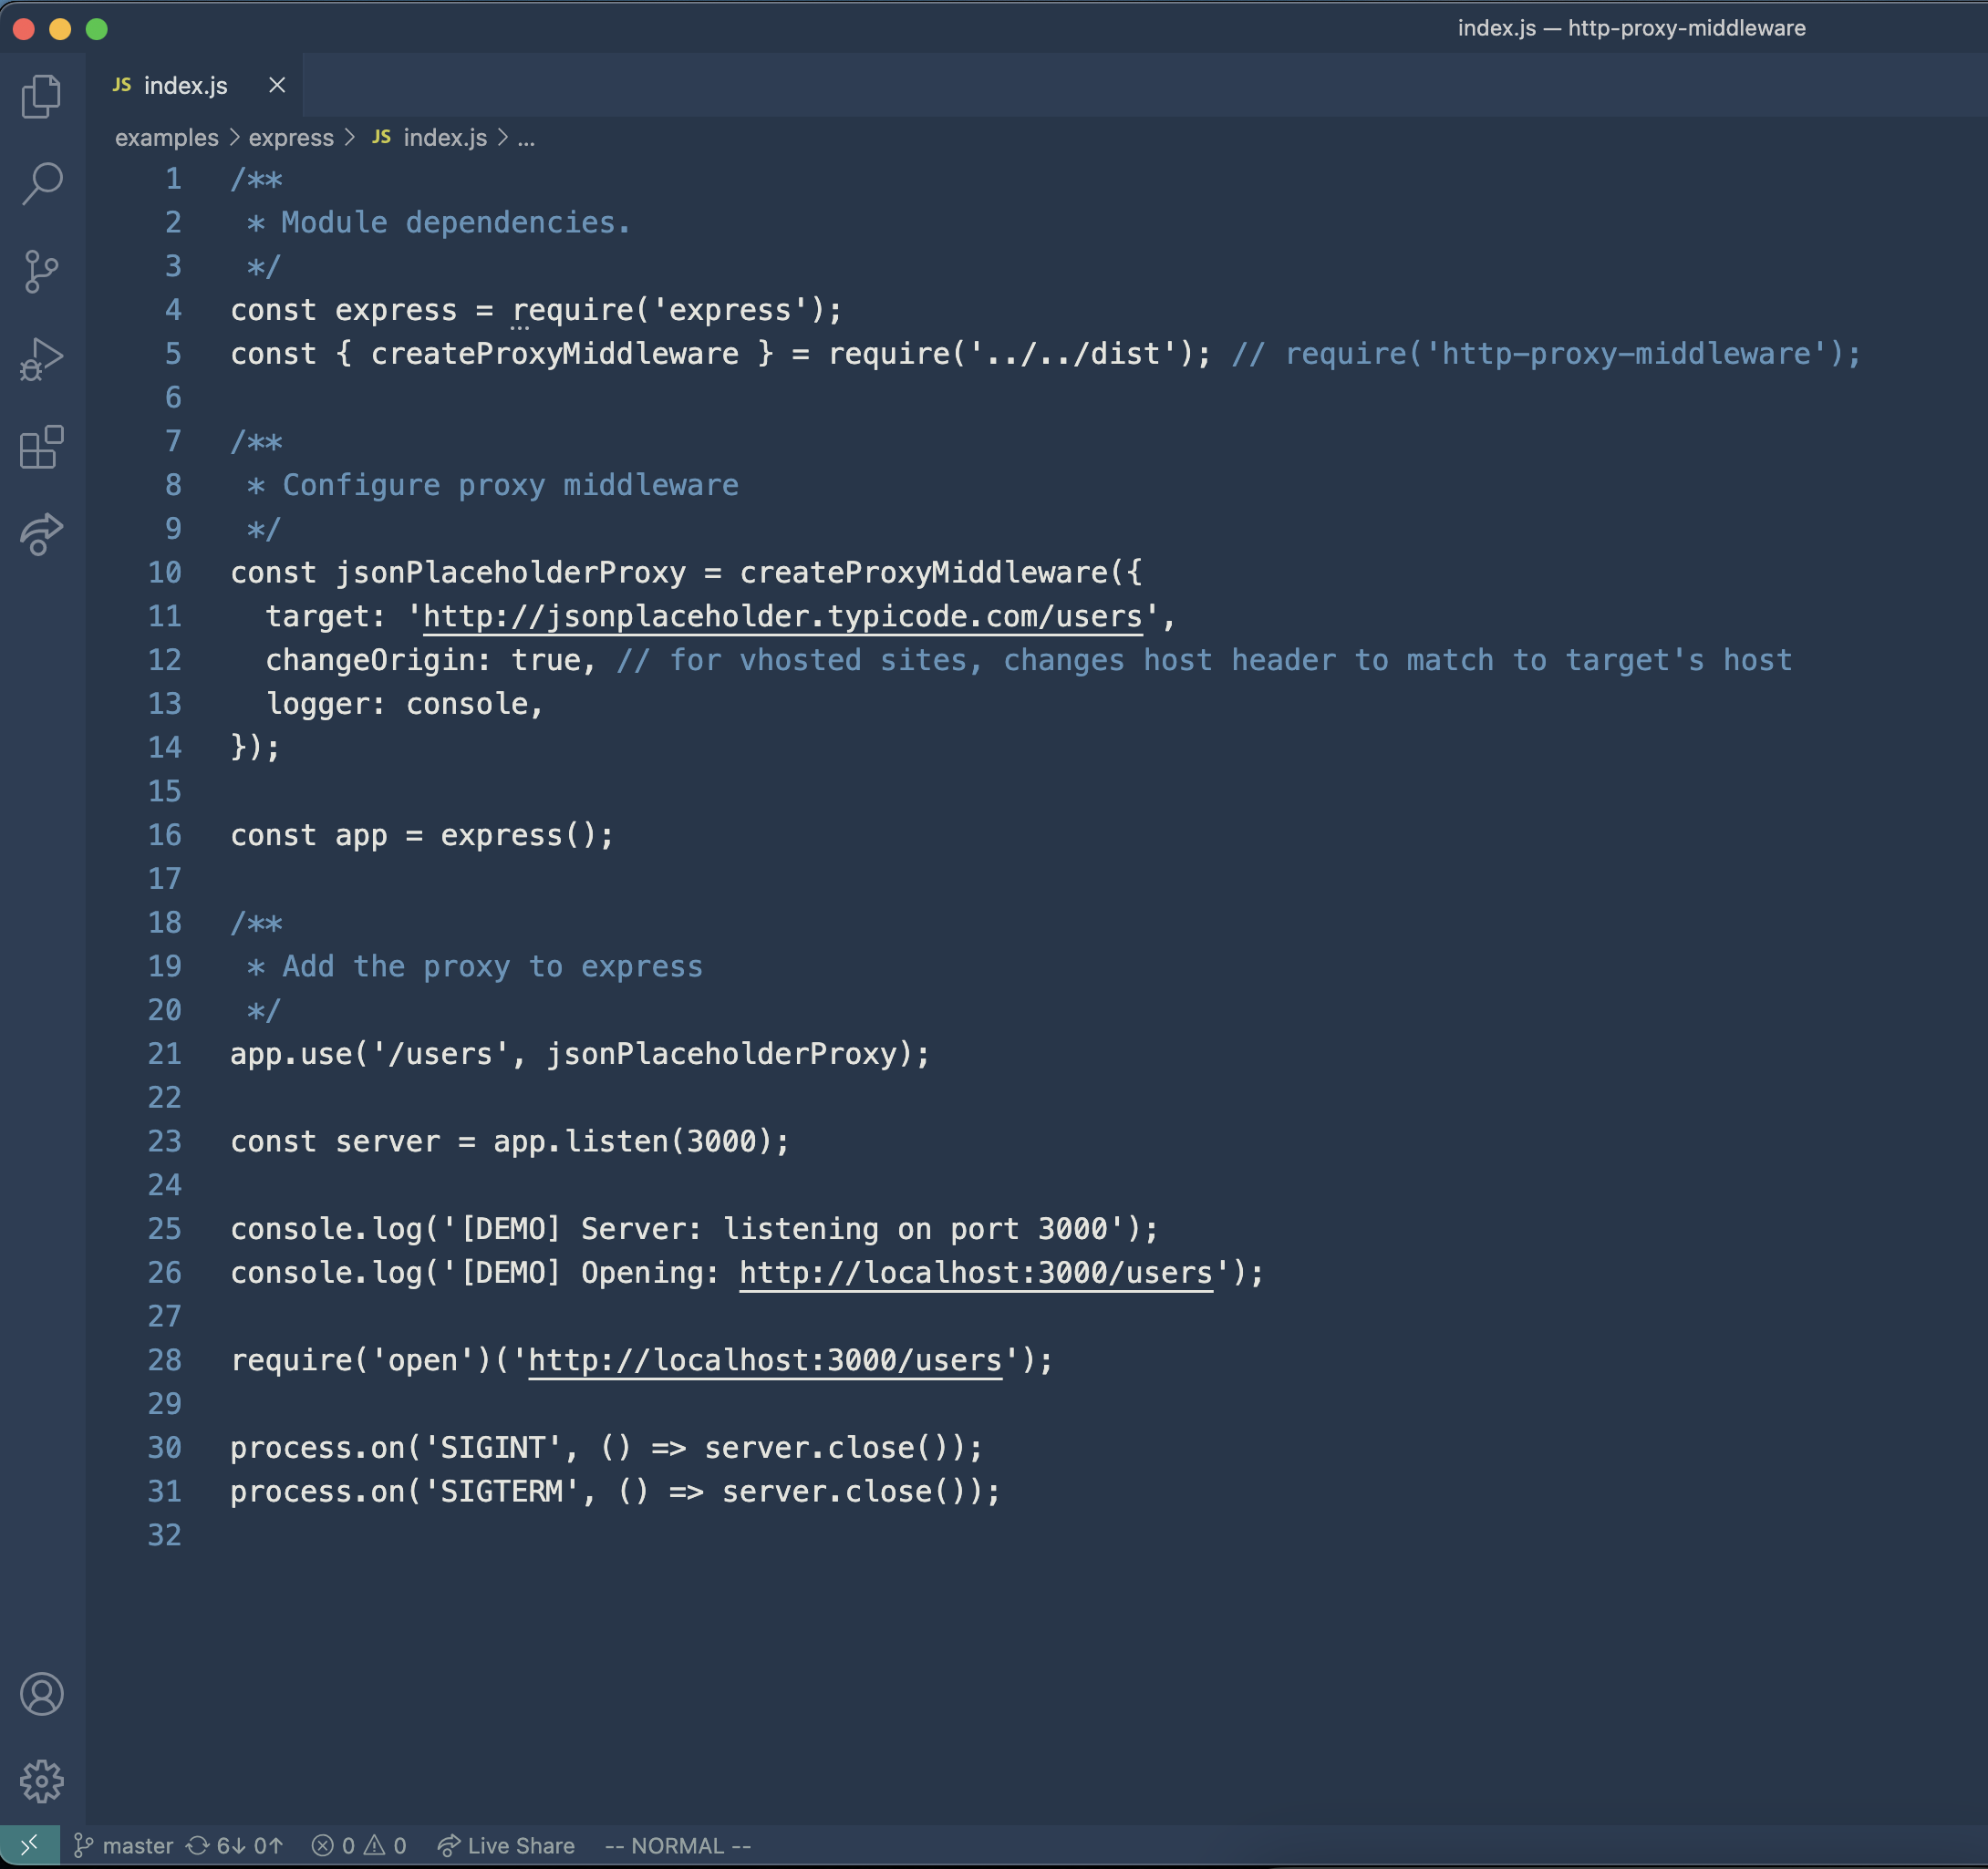 index.js — http-proxy-middleware
JS index.js
examples > express > JS index.js > ...
1 /**
2  * Module dependencies.
3  */
4 const express = require('express');
5 const { createProxyMiddleware } = require('../../dist'); // require('http-proxy-middleware');
6
7 /**
8  * Configure proxy middleware
9  */
10 const jsonPlaceholderProxy = createProxyMiddleware({
11   target: 'http://jsonplaceholder.typicode.com/users',
12   changeOrigin: true, // for vhosted sites, changes host header to match to target's host
13   logger: console,
14 });
15
16 const app = express();
17
18 /**
19  * Add the proxy to express
20  */
21 app.use('/users', jsonPlaceholderProxy);
22
23 const server = app.listen(3000);
24
25 console.log('[DEMO] Server: listening on port 3000');
26 console.log('[DEMO] Opening: http://localhost:3000/users');
27
28 require('open')('http://localhost:3000/users');
29
30 process.on('SIGINT', () => server.close());
31 process.on('SIGTERM', () => server.close());
32
master 6↓ 0↑ 0 0 Live Share -- NORMAL --